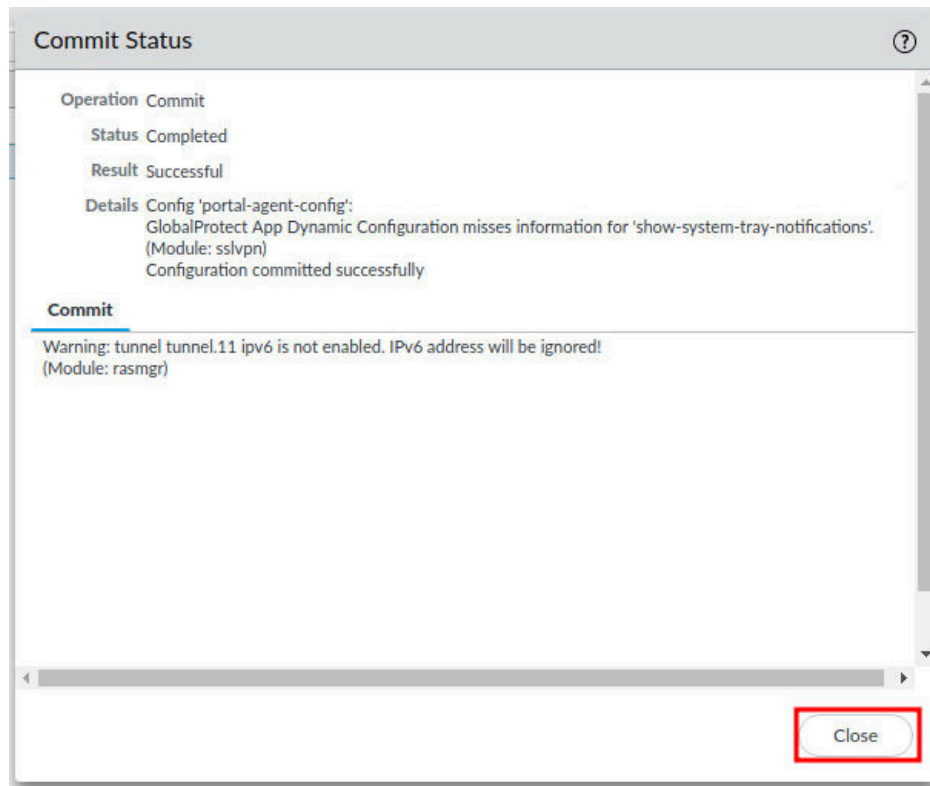 Commit Status
Operation Commit
Status Completed
Result Successful
Details Config 'portal-agent-config':
GlobalProtect App Dynamic Configuration misses information for 'show-system-tray-notifications'.
(Module: sslvpn)
Configuration committed successfully
Commit
Warning: tunnel tunnel.11 ipv6 is not enabled. IPv6 address will be ignored!
(Module: rasmgr)
Close